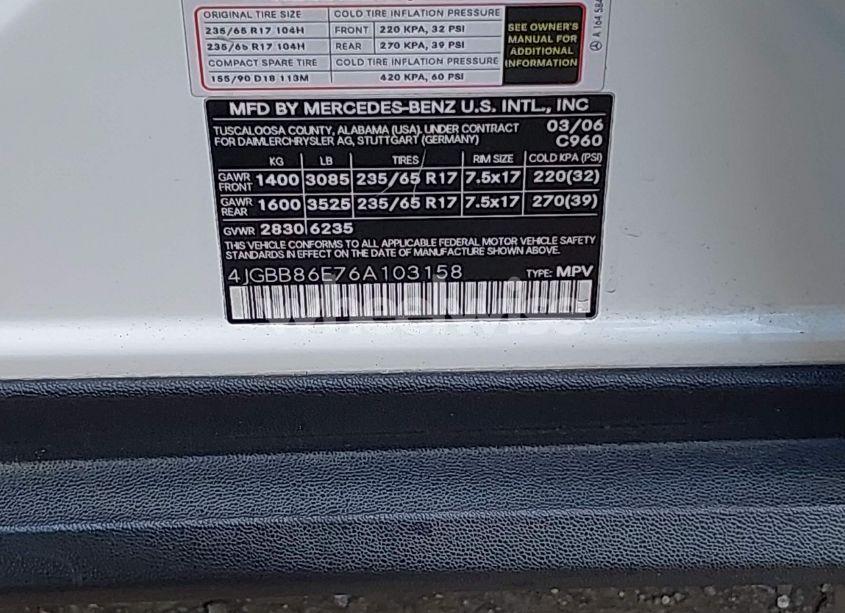 ORIGINAL TIRE SIZE COLD TIRE INFLATION PRESSURE
235/65 R17 104H FRONT 220 KPA, 32 PSI
235/65 R17 104H REAR 270 KPA, 39 PSI
COMPACT SPARE TIRE COLD TIRE INFLATION PRESSURE
155/90 D18 113M 420 KPA, 60 PSI
SEE OWNER'S
MANUAL FOR
ADDITIONAL
INFORMATION
A 164 584
MFD BY MERCEDES-BENZ U.S. INTL., INC
TUSCALOOSA COUNTY, ALABAMA (USA), UNDER CONTRACT 03/06
FOR DAIMLERCHRYSLER AG, STUTTGART (GERMANY) C960
KG LB TIRES RIM SIZE COLD KPA (PSI)
GAWR FRONT 1400 3085 235/65 R17 7.5x17 220(32)
GAWR REAR 1600 3525 235/65 R17 7.5x17 270(39)
GVWR 2830 6235
THIS VEHICLE CONFORMS TO ALL APPLICABLE FEDERAL MOTOR VEHICLE SAFETY
STANDARDS IN EFFECT ON THE DATE OF MANUFACTURE SHOWN ABOVE.
4JGBB86E76A103158 TYPE: MPV